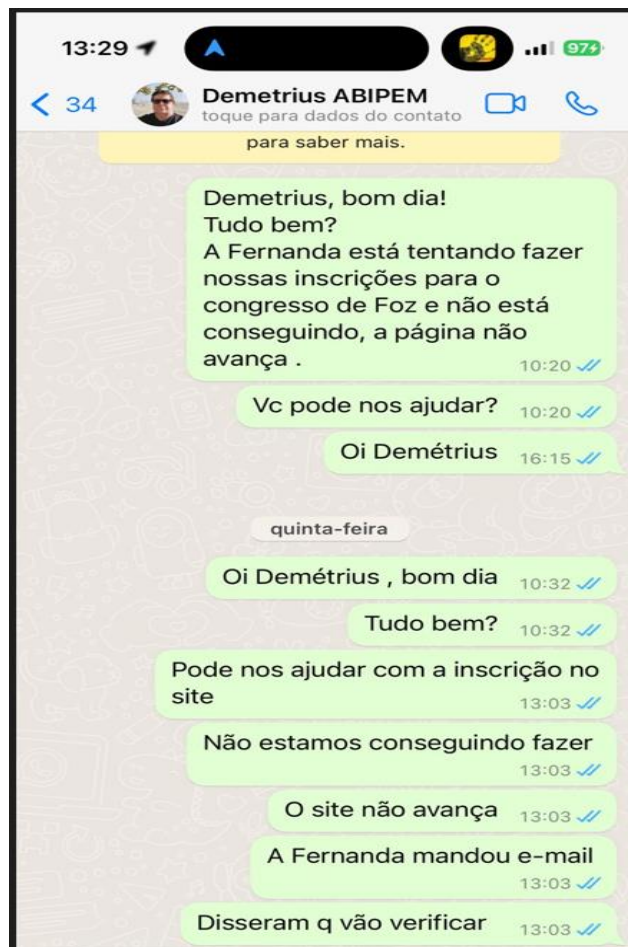 13:29
97
34
Demetrius ABIPEM
toque para dados do contato
para saber mais.
Demetrius, bom dia!
Tudo bem?
A Fernanda está tentando fazer
nossas inscrições para o
congresso de Foz e não está
conseguindo, a página não
avança .
10:20
Vc pode nos ajudar? 10:20
Oi Demétrius 16:15
quinta-feira
Oi Demétrius , bom dia 10:32
Tudo bem? 10:32
Pode nos ajudar com a inscrição no
site
13:03
Não estamos conseguindo fazer
13:03
O site não avança 13:03
A Fernanda mandou e-mail
13:03
Disseram q vão verificar 13:03